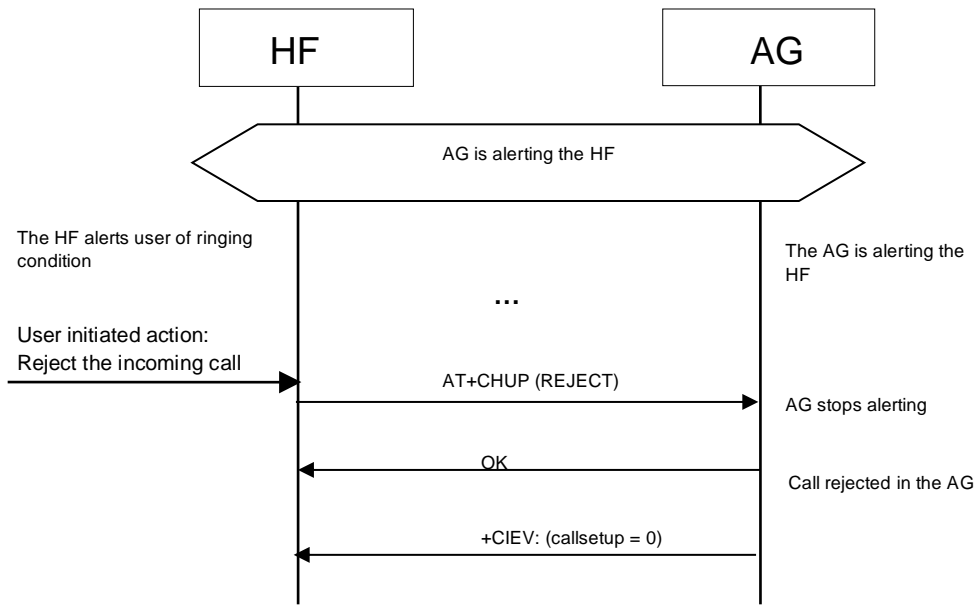 HF
AG
AG is alerting the HF
The HF alerts user of ringing
condition
The AG is alerting the
HF
...
User initiated action:
Reject the incoming call
AT+CHUP (REJECT)
AG stops alerting
OK
Call rejected in the AG
+CIEV: (callsetup = 0)